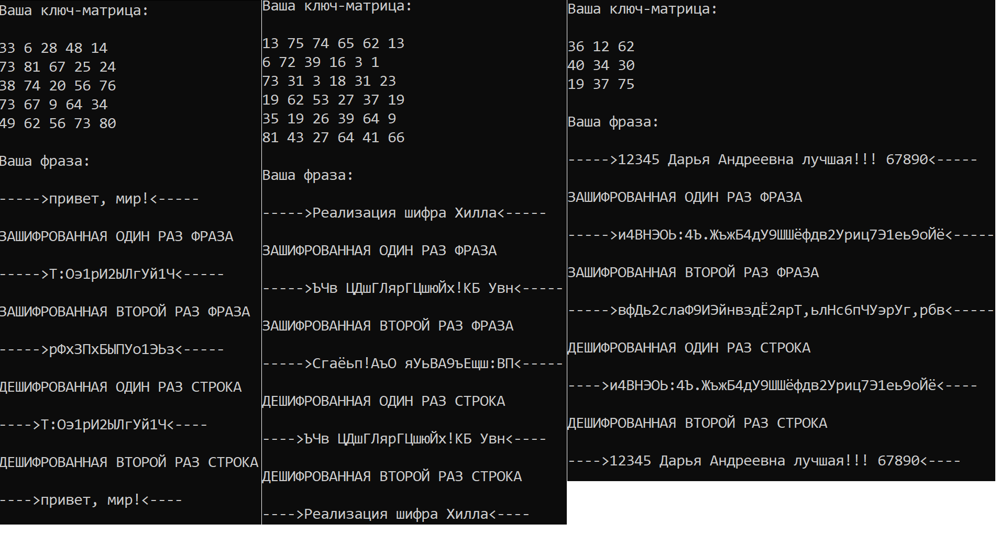 Ваша ключ-матрица:
33 6 28 48 14
73 81 67 25 24
38 74 20 56 76
73 67 9 64 34
49 62 56 73 80
Ваша фраза:
----->привет, мир!<-----
ЗАШИФРОВАННАЯ ОДИН РАЗ ФРАЗА
----->Т:Оэ1рИ2ЫЛгУй1Ч<-----
ЗАШИФРОВАННАЯ ВТОРОЙ РАЗ ФРАЗА
----->рФхЗПхБЫПУо1ЭЬз<-----
ДЕШИФРОВАННАЯ ОДИН РАЗ СТРОКА
---->Т:Оэ1рИ2ЫЛгУй1Ч<----
ДЕШИФРОВАННАЯ ВТОРОЙ РАЗ СТРОКА
---->привет, мир!<----
Ваша ключ-матрица:
13 75 74 65 62 13
6 72 39 16 3 1
73 31 3 18 31 23
19 62 53 27 37 19
35 19 26 39 64 9
81 43 27 64 41 66
Ваша фраза:
----->Реализация шифра Хилла<-----
ЗАШИФРОВАННАЯ ОДИН РАЗ ФРАЗА
----->ЪЧв ЦДшГЛярГЦшюЙх!КБ Увн<-----
ЗАШИФРОВАННАЯ ВТОРОЙ РАЗ ФРАЗА
----->Сгаёьп!АъО яУьВА9ъЕщш:ВП<-----
ДЕШИФРОВАННАЯ ОДИН РАЗ СТРОКА
---->ЪЧв ЦДшГЛярГЦшюЙх!КБ Увн<----
ДЕШИФРОВАННАЯ ВТОРОЙ РАЗ СТРОКА
---->Реализация шифра Хилла<----
Ваша ключ-матрица:
36 12 62
40 34 30
19 37 75
Ваша фраза:
----->12345 Дарья Андреевна лучшая!!! 67890<-----
ЗАШИФРОВАННАЯ ОДИН РАЗ ФРАЗА
----->и4ВНЭОЬ:4Ъ.ЖъжБ4дУ9ШШёфдв2Уриц7Э1еь9оЙё<-----
ЗАШИФРОВАННАЯ ВТОРОЙ РАЗ ФРАЗА
----->вфДь2слаФ9ИЭйнвздЁ2ярТ,ьлНс6пЧУэрУг,рбв<-----
ДЕШИФРОВАННАЯ ОДИН РАЗ СТРОКА
---->и4ВНЭОЬ:4Ъ.ЖъжБ4дУ9ШШёфдв2Уриц7Э1еь9оЙё<----
ДЕШИФРОВАННАЯ ВТОРОЙ РАЗ СТРОКА
---->12345 Дарья Андреевна лучшая!!! 67890<----